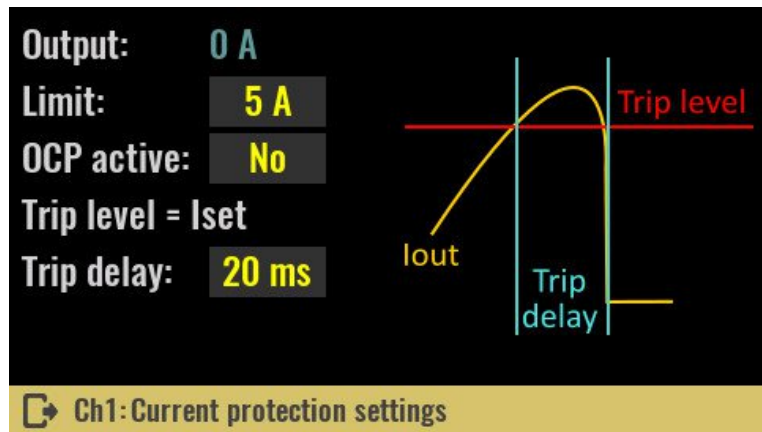 Output: 0 A
Limit: 5 A
OCP active: No
Trip level = Iset
Trip delay: 20 ms
Trip level
Iout
Trip
delay
Ch1: Current protection settings